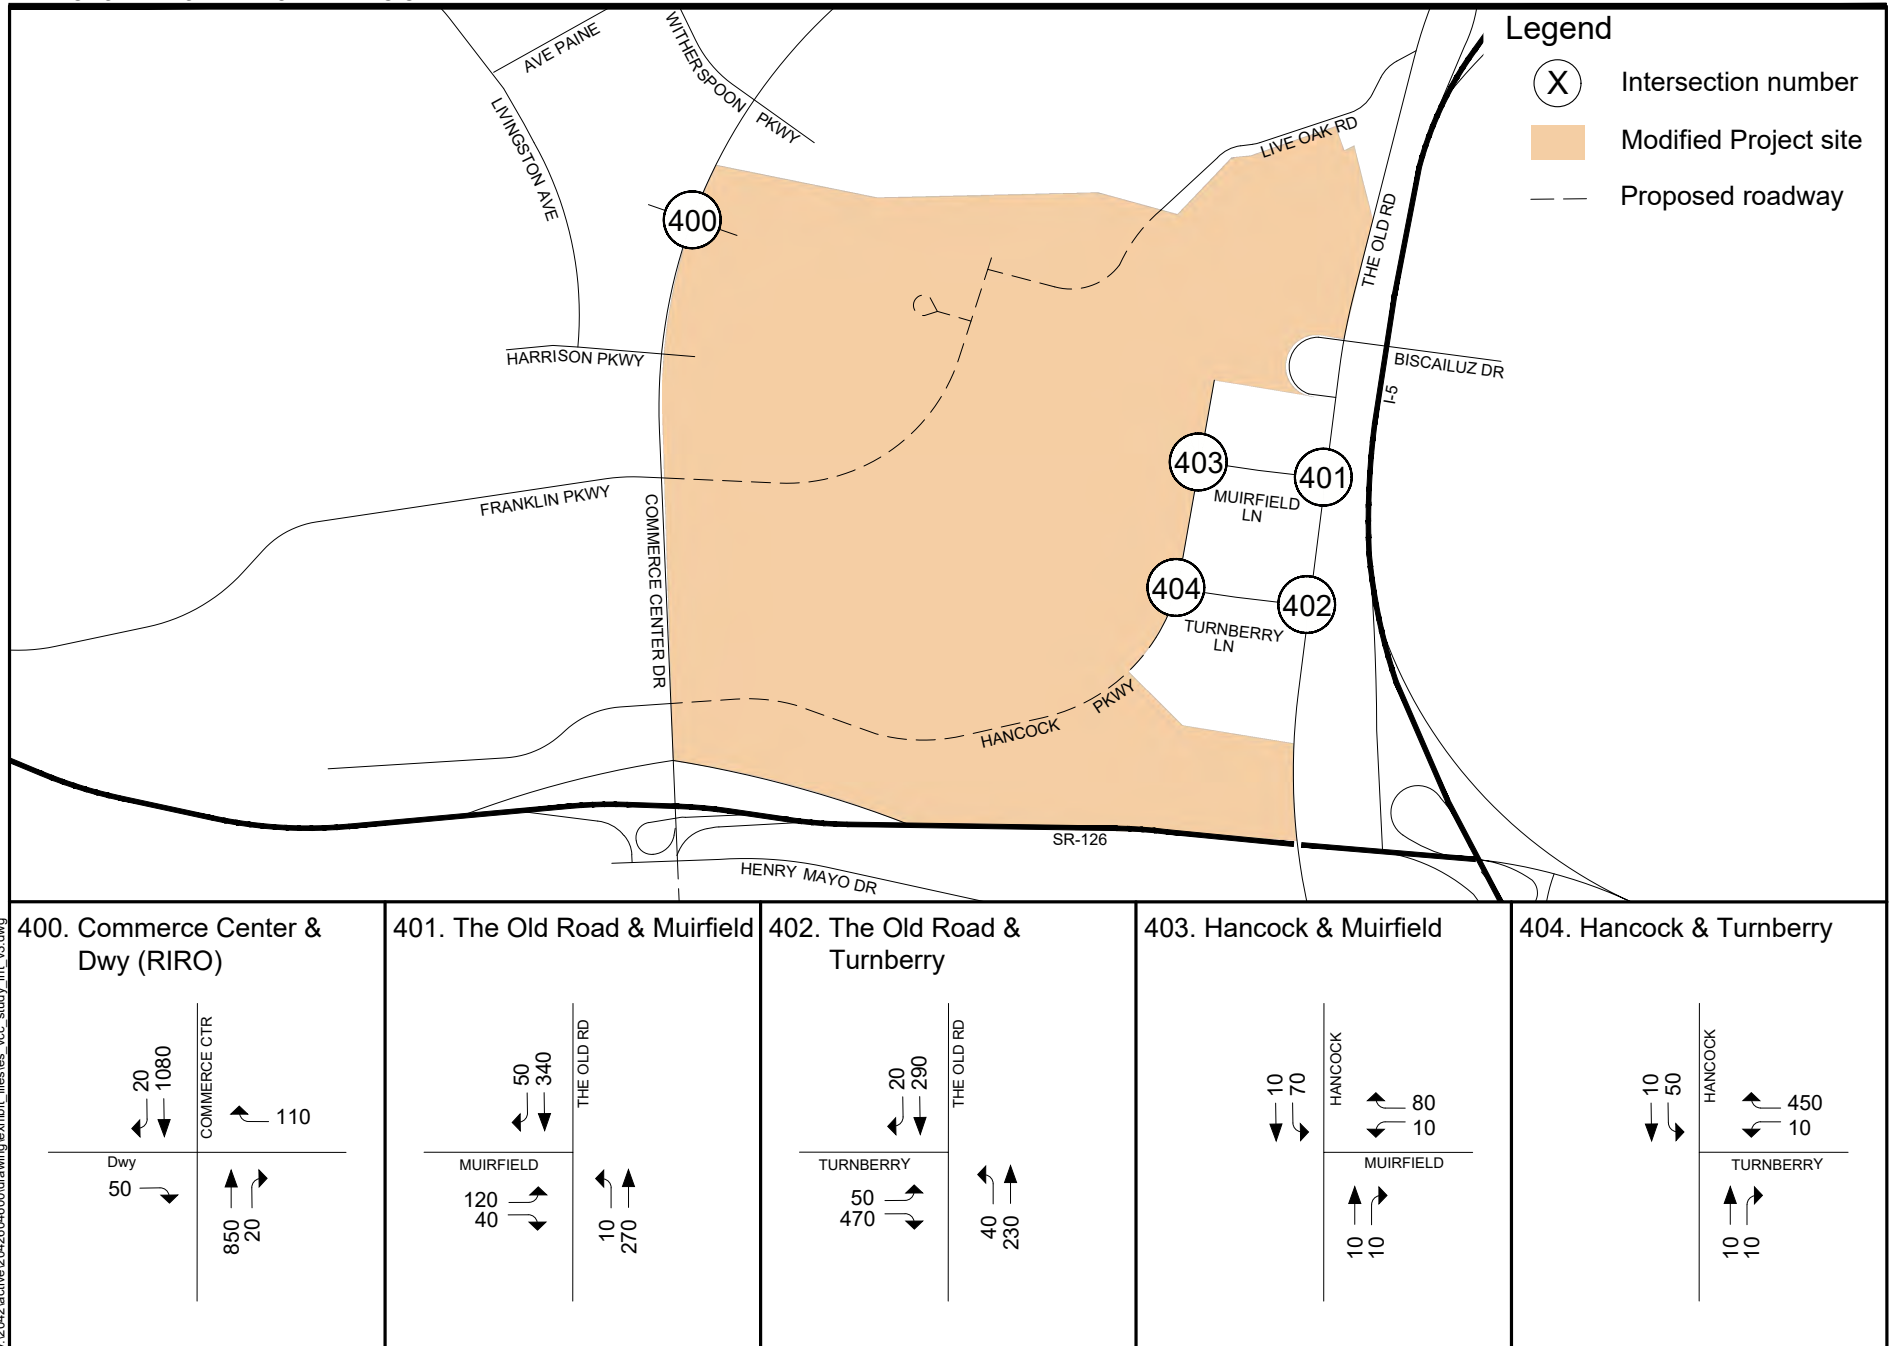 Legend
X Intersection number
Modified Project site
Proposed roadway
AVE PAINE
WITHERSPOON PKWY
LIVINGSTON AVE
LIVE OAK RD
THE OLD RD
400
HARRISON PKWY
BISCAILUZ DR
I-5
403
401
MUIRFIELD
LN
FRANKLIN PKWY
COMMERCE CENTER DR
404
402
TURNBERRY
LN
HANCOCK PKWY
SR-126
HENRY MAYO DR
400. Commerce Center &
Dwy (RIRO)
20
1080
COMMERCE CTR
110
Dwy
50
850
20
401. The Old Road & Muirfield
50
340
THE OLD RD
MUIRFIELD
120
40
10
270
402. The Old Road &
Turnberry
20
290
THE OLD RD
TURNBERRY
50
470
40
230
403. Hancock & Muirfield
10
70
HANCOCK
80
10
MUIRFIELD
10
10
404. Hancock & Turnberry
10
50
HANCOCK
450
10
TURNBERRY
10
10